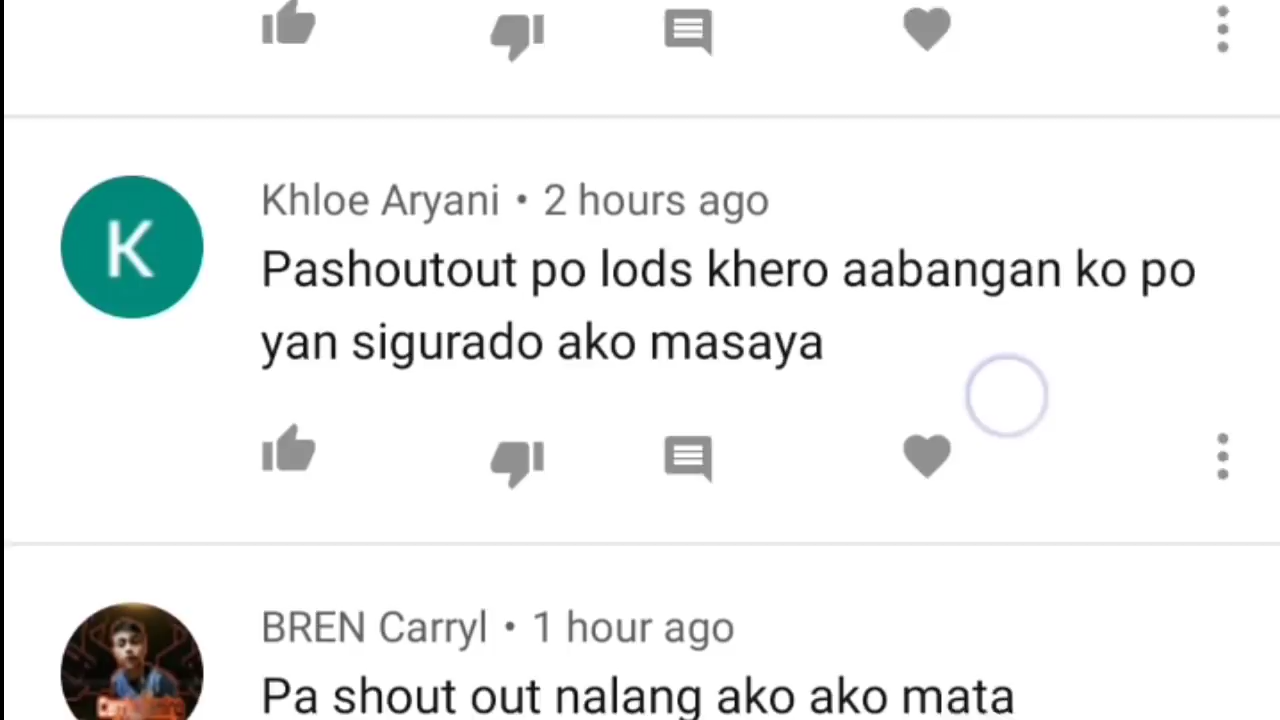 Khloe Aryani • 2 hours ago
K
Pashoutout po lods khero aabangan ko po
yan sigurado ako masaya
BREN Carryl • 1 hour ago
Pa shout out nalang ako ako mata